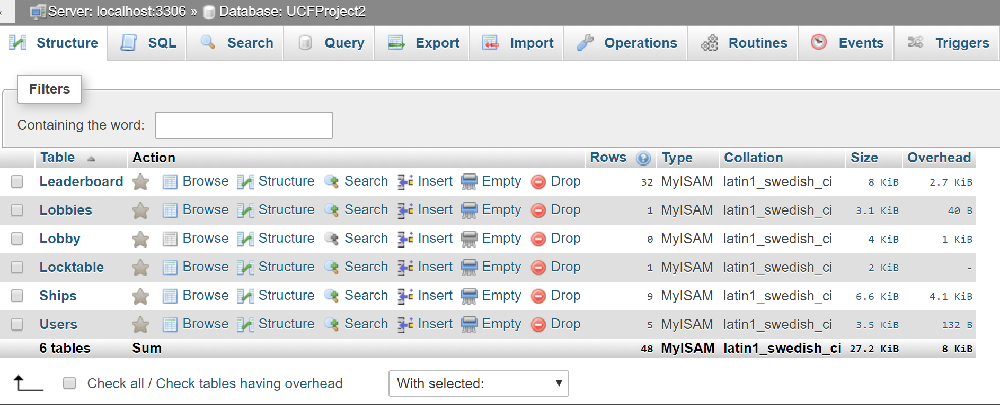 Server: localhost:3306 » Database: UCFProject2
Structure SQL Search Query Export Import Operations Routines Events Triggers
Filters
Containing the word:
Table Action Rows Type Collation Size Overhead
Leaderboard Browse Structure Search Insert Empty Drop 32 MyISAM latin1_swedish_ci 8 KiB 2.7 KiB
Lobbies Browse Structure Search Insert Empty Drop 1 MyISAM latin1_swedish_ci 3.1 KiB 40 B
Lobby Browse Structure Search Insert Empty Drop 0 MyISAM latin1_swedish_ci 4 KiB 1 KiB
Locktable Browse Structure Search Insert Empty Drop 1 MyISAM latin1_swedish_ci 2 KiB -
Ships Browse Structure Search Insert Empty Drop 9 MyISAM latin1_swedish_ci 6.6 KiB 4.1 KiB
Users Browse Structure Search Insert Empty Drop 5 MyISAM latin1_swedish_ci 3.5 KiB 132 B
6 tables Sum 48 MyISAM latin1_swedish_ci 27.2 KiB 8 KiB
Check all / Check tables having overhead With selected: